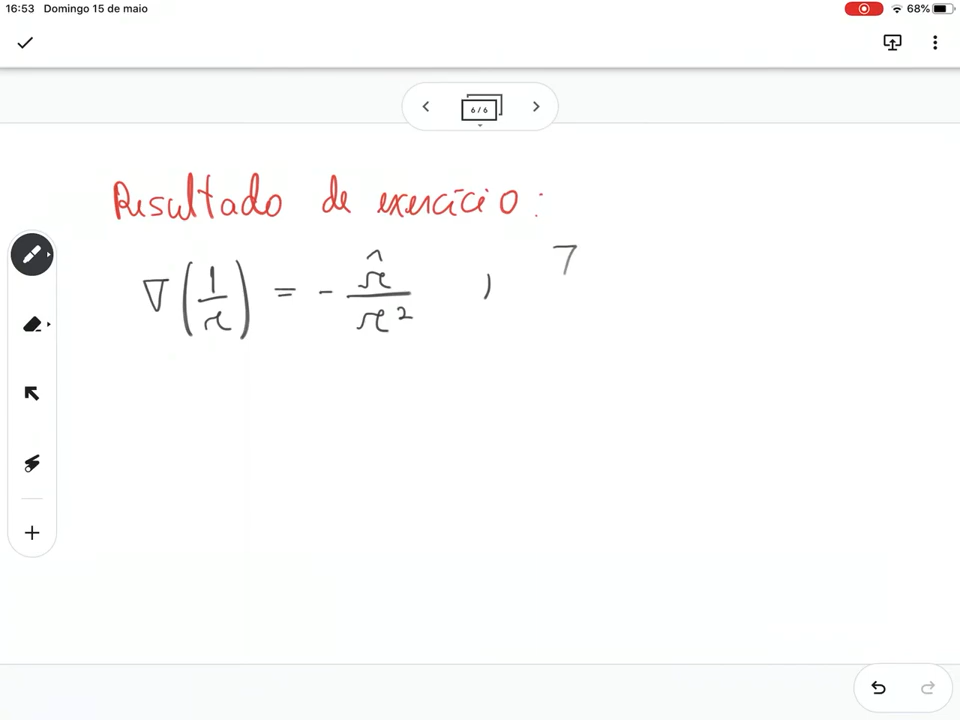 16:53 Domingo 15 de maio 68%
6/6
Resultado de exercício:
∇(1/r) = - r̂/r² , 7